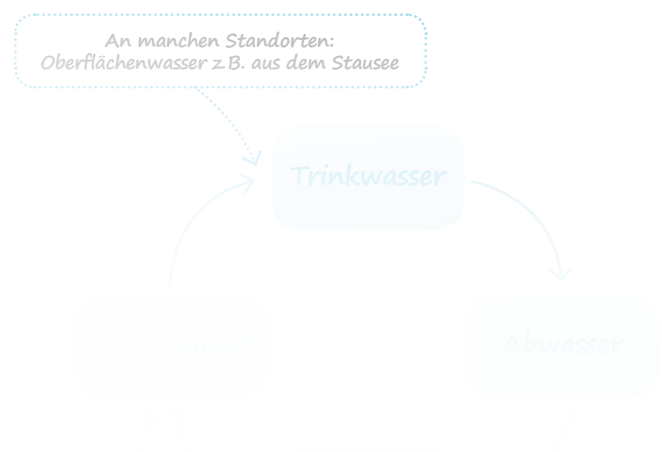 An manchen Standorten:
Oberflächenwasser z.B. aus dem Stausee
Trinkwasser
Abwasser